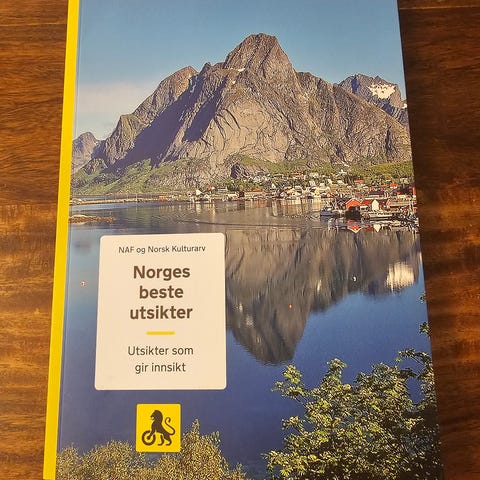 NAF og Norsk Kulturarv
Norges
beste
utsikter
Utsikter som
gir innsikt